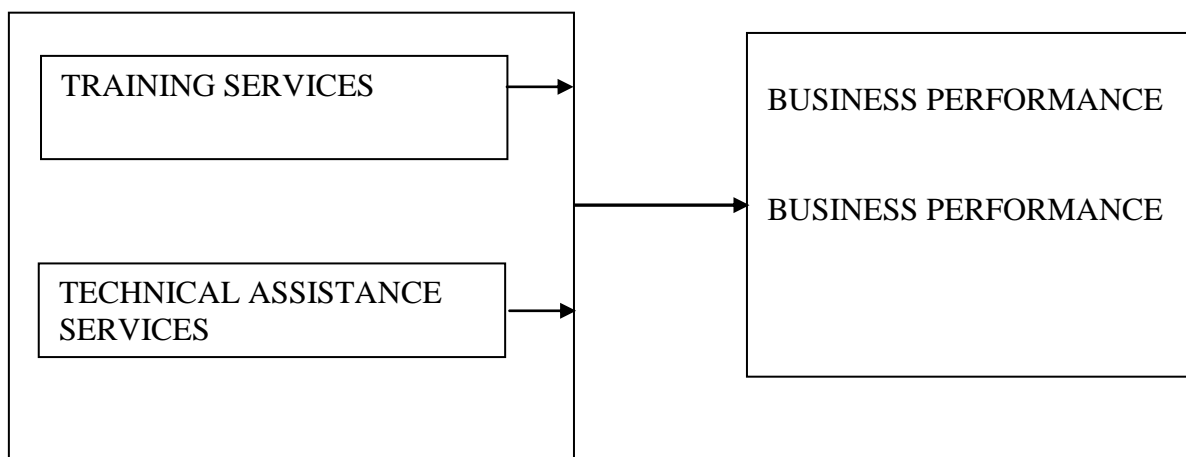 TRAINING SERVICES
TECHNICAL ASSISTANCE
SERVICES
BUSINESS PERFORMANCE
BUSINESS PERFORMANCE